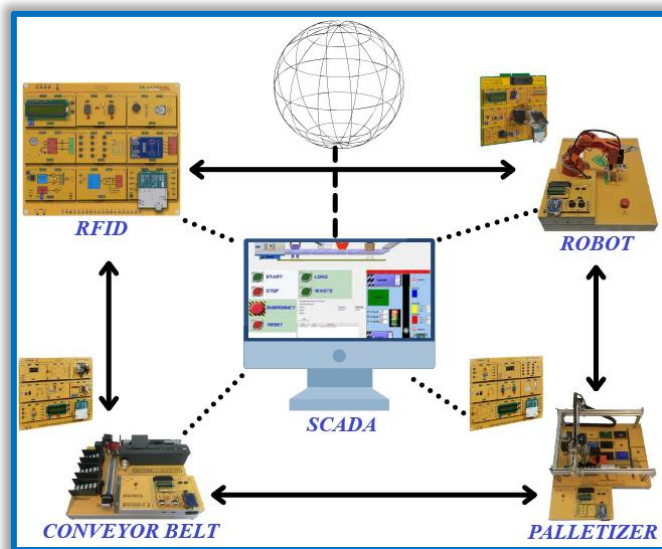 RFID
ROBOT
START
LOAD
STOP
WASTE
EMERGENCY
RESET
SCADA
CONVEYOR BELT
PALLETIZER